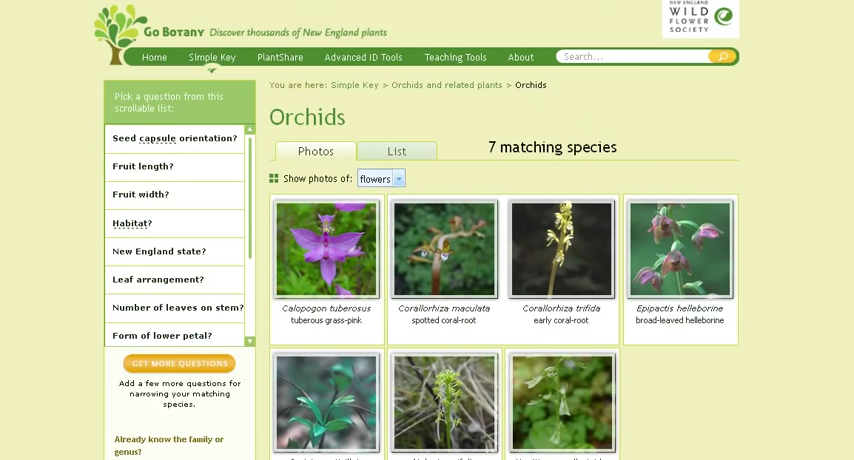 Go Botany Discover thousands of New England plants
NEW ENGLAND
WILD
FLOWER
SOCIETY
Home Simple Key PlantShare Advanced ID Tools Teaching Tools About Search...
Pick a question from this
scrollable list:
Seed capsule orientation?
Fruit length?
Fruit width?
Habitat?
New England state?
Leaf arrangement?
Number of leaves on stem?
Form of lower petal?
GET MORE QUESTIONS
Add a few more questions for
narrowing your matching
species.
Already know the family or
genus?
You are here: Simple Key > Orchids and related plants > Orchids
Orchids
Photos List 7 matching species
Show photos of: flowers
Calopogon tuberosus
tuberous grass-pink
Corallorhiza maculata
spotted coral-root
Corallorhiza trifida
early coral-root
Epipactis helleborine
broad-leaved helleborine